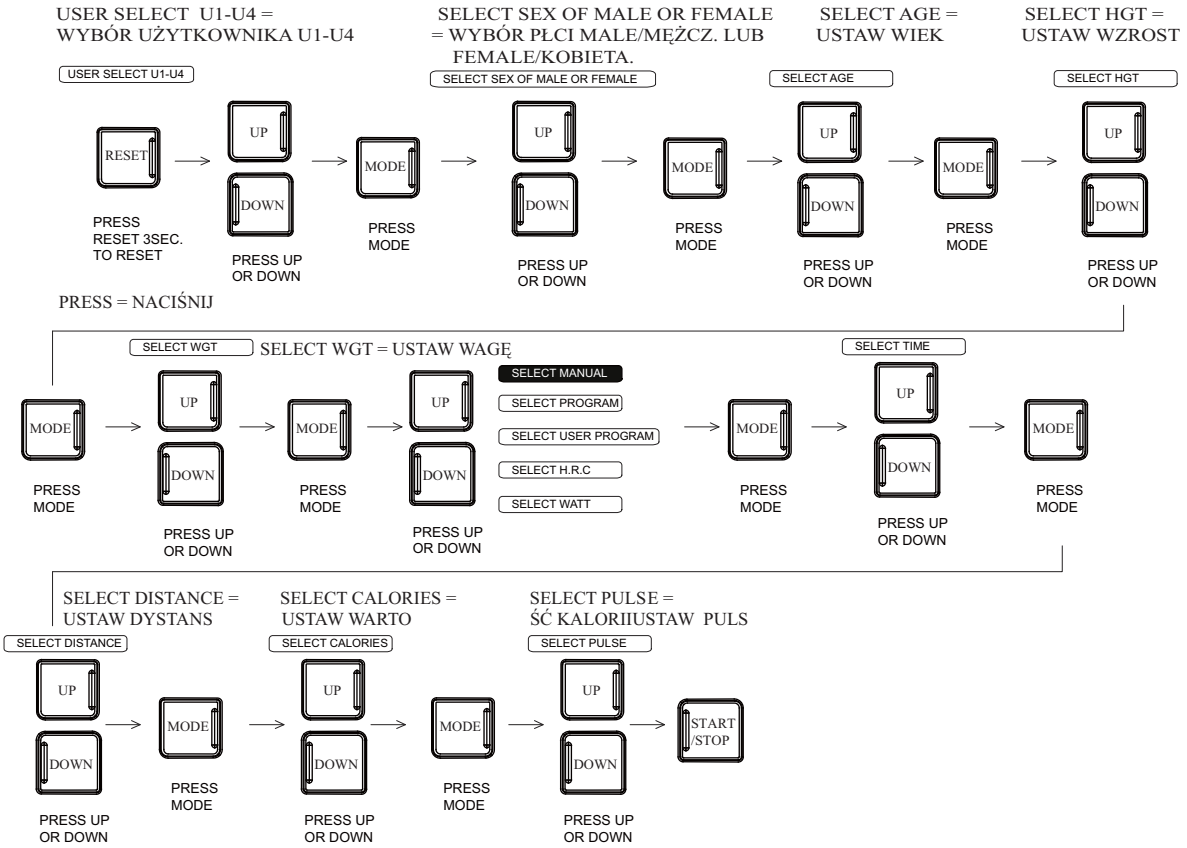 USER SELECT U1-U4 =
WYBÓR UŻYTKOWNIKA U1-U4
SELECT SEX OF MALE OR FEMALE
= WYBÓR PŁCI MALE/MĘŻCZ. LUB
FEMALE/KOBIETA.
SELECT AGE =
USTAW WIEK
SELECT HGT =
USTAW WZROST
USER SELECT U1-U4
SELECT SEX OF MALE OR FEMALE
SELECT AGE
SELECT HGT
RESET
PRESS
RESET 3SEC.
TO RESET
UP
DOWN
PRESS UP
OR DOWN
MODE
PRESS
MODE
UP
DOWN
PRESS UP
OR DOWN
MODE
PRESS
MODE
UP
DOWN
PRESS UP
OR DOWN
MODE
PRESS
MODE
UP
DOWN
PRESS UP
OR DOWN
PRESS = NACIŚNIJ
SELECT WGT
SELECT WGT = USTAW WAGĘ
SELECT TIME
MODE
PRESS
MODE
UP
DOWN
PRESS UP
OR DOWN
MODE
PRESS
MODE
UP
DOWN
PRESS UP
OR DOWN
SELECT MANUAL
SELECT PROGRAM
SELECT USER PROGRAM
SELECT H.R.C
SELECT WATT
MODE
PRESS
MODE
UP
DOWN
PRESS UP
OR DOWN
MODE
PRESS
MODE
SELECT DISTANCE =
USTAW DYSTANS
SELECT CALORIES =
USTAW WARTO
SELECT PULSE =
ŚĆ KALORIIUSTAW PULS
SELECT DISTANCE
SELECT CALORIES
SELECT PULSE
UP
DOWN
PRESS UP
OR DOWN
MODE
PRESS
MODE
UP
DOWN
PRESS UP
OR DOWN
MODE
PRESS
MODE
UP
DOWN
PRESS UP
OR DOWN
START
/STOP